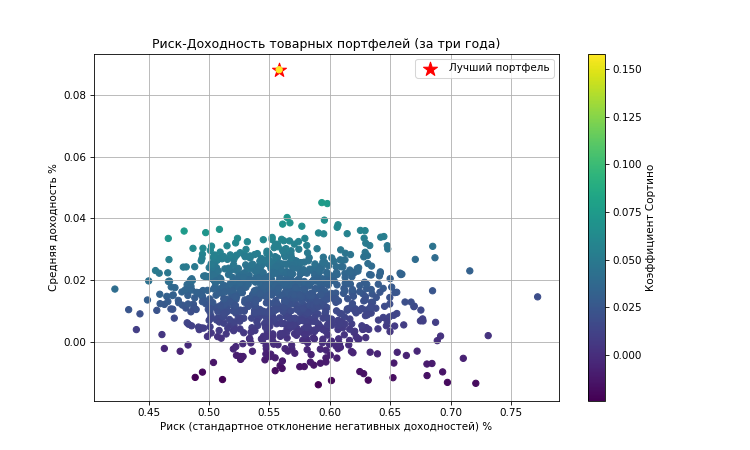 Риск-Доходность товарных портфелей (за три года)
Лучший портфель
Средняя доходность %
0.08
0.06
0.04
0.02
0.00
0.45 0.50 0.55 0.60 0.65 0.70 0.75
Риск (стандартное отклонение негативных доходностей) %
0.150
0.125
0.100
0.075
0.050
0.025
0.000
Коэффициент Сортино